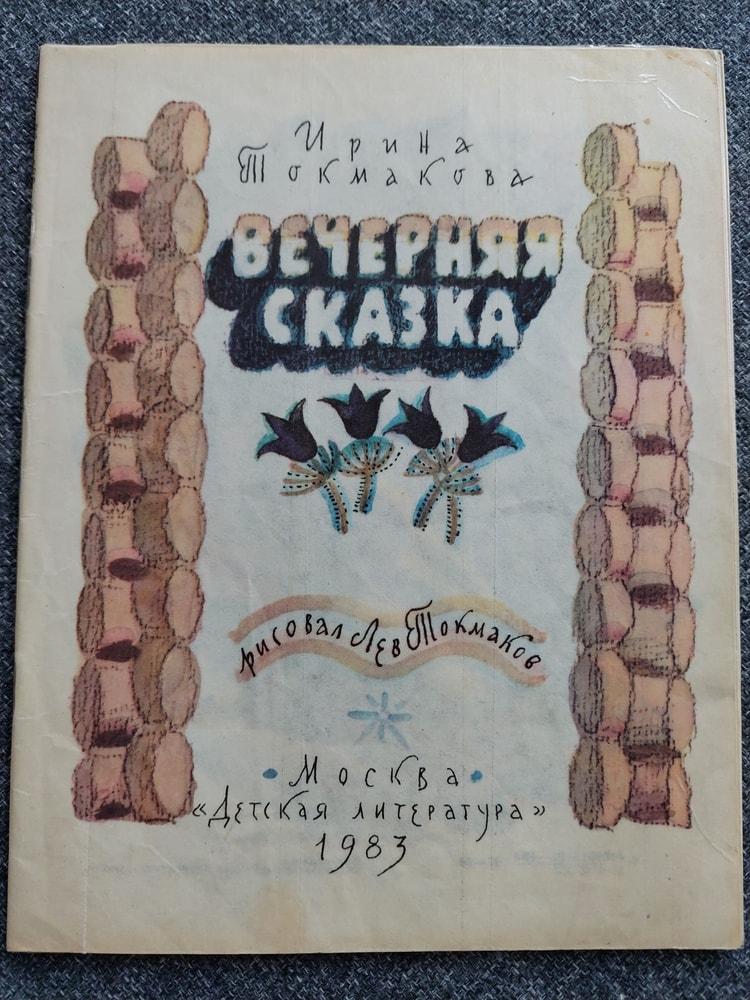 Ирина
Токмакова
ВЕЧЕРНЯЯ
СКАЗКА
рисовал Лев Токмаков
• Москва •
«Детская литература»
1983